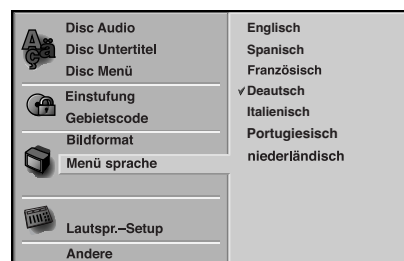 Disc Audio
Disc Untertitel
Disc Menü
Einstufung
Gebietscode
Bildformat
Menü sprache
Lautspr.–Setup
Andere
Englisch
Spanisch
Französisch
✓Deautsch
Italienisch
Portugiesisch
niederländisch